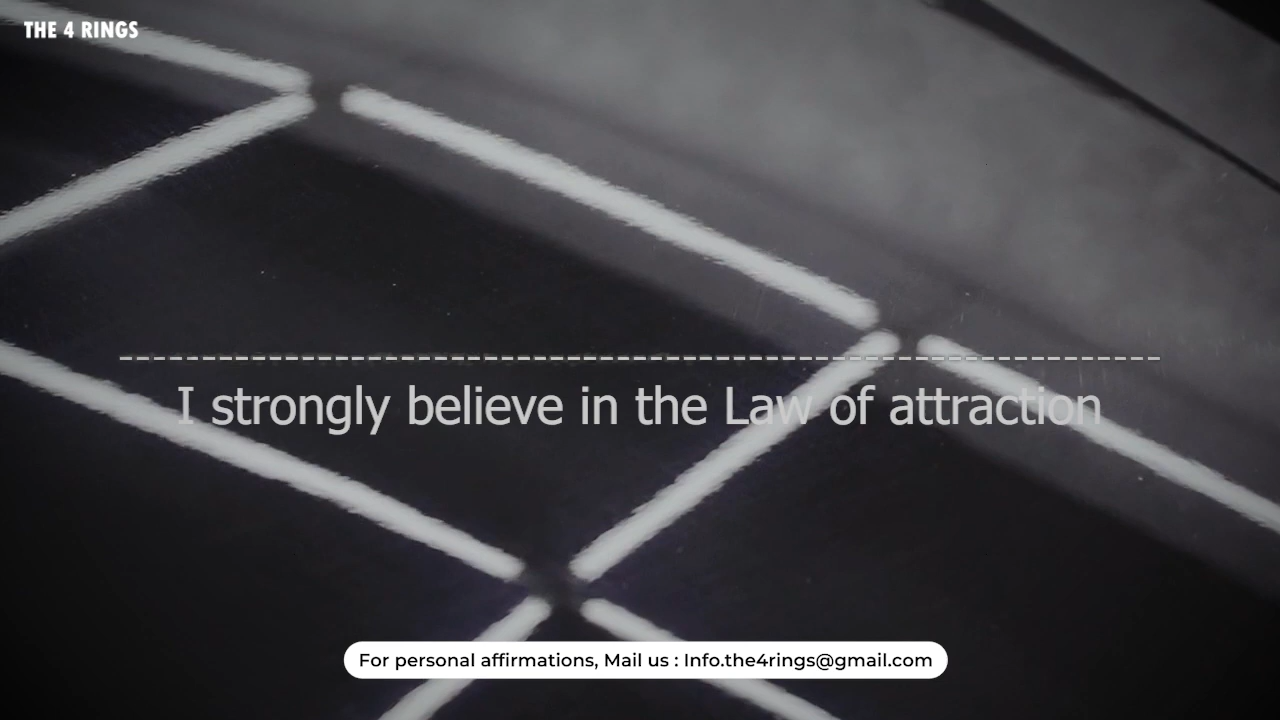 THE 4 RINGS
I strongly believe in the Law of attraction
For personal affirmations, Mail us : Info.the4rings@gmail.com